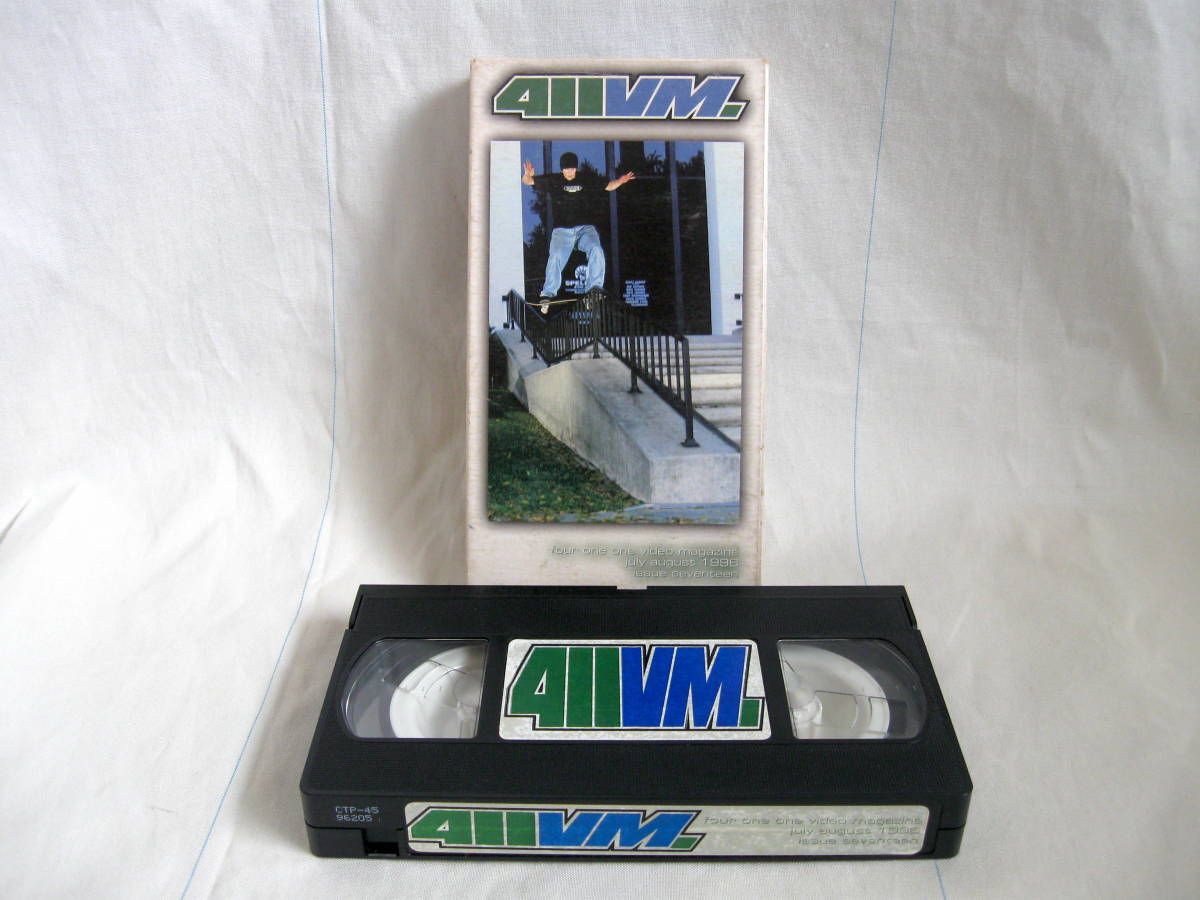 411VM.
SPELL
four one one video magazine
july august 1996
issue seventeen
411VM.
CTP-45
96205
411VM.
four one one video magazine
july august 1996
issue seventeen